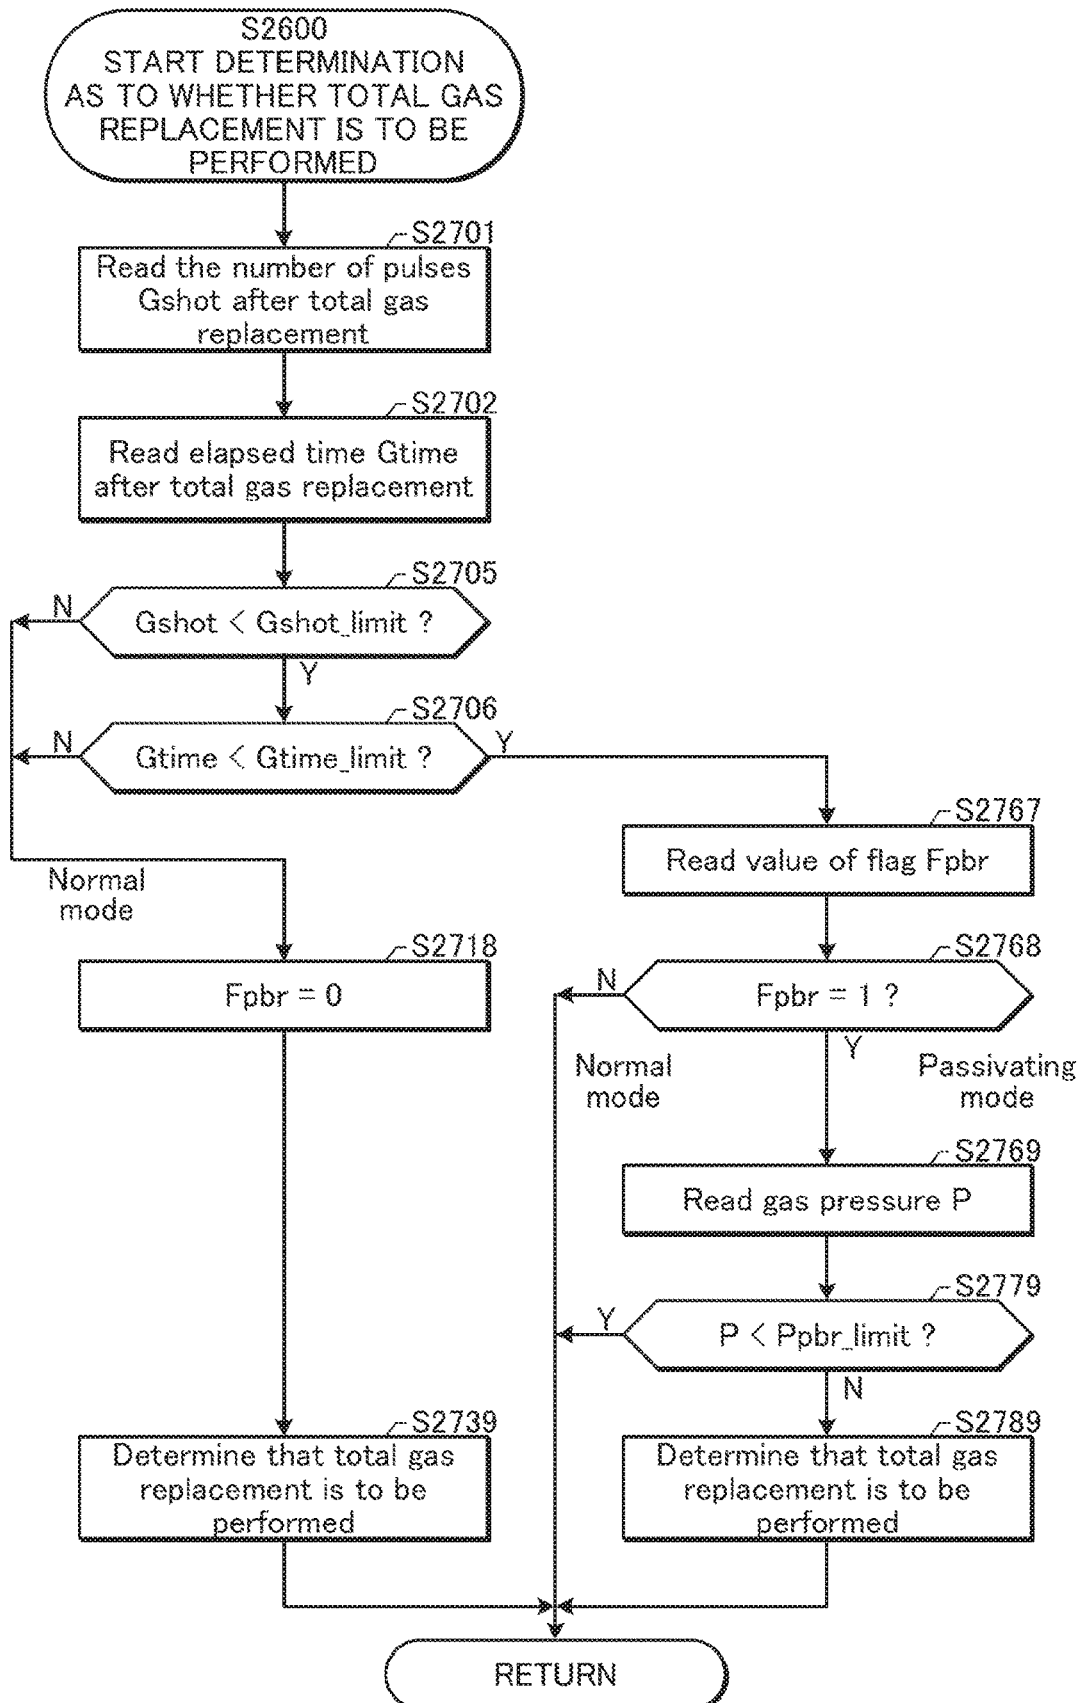 S2600
START DETERMINATION
AS TO WHETHER TOTAL GAS
REPLACEMENT IS TO BE
PERFORMED
S2701
Read the number of pulses
Gshot after total gas
replacement
S2702
Read elapsed time Gtime
after total gas replacement
S2705
N
Gshot < Gshot_limit ?
Y
S2706
N
Gtime < Gtime_limit ?
Y
S2767
Read value of flag Fpbr
Normal
mode
S2718
Fpbr = 0
S2768
N
Fpbr = 1 ?
Y
Normal
mode
Passivating
mode
S2769
Read gas pressure P
S2779
Y
P < Ppbr_limit ?
N
S2739
Determine that total gas
replacement is to be
performed
S2789
Determine that total gas
replacement is to be
performed
RETURN